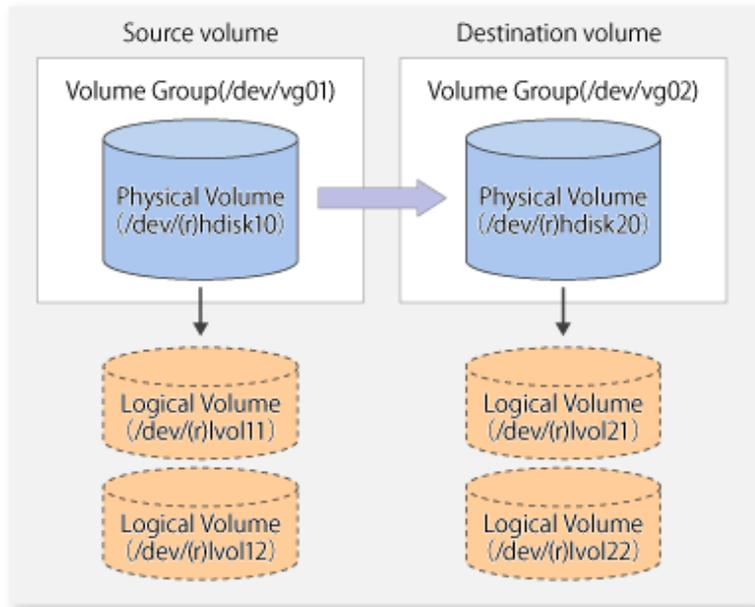 Source volume
Destination volume
Volume Group(/dev/vg01)
Volume Group(/dev/vg02)
Physical Volume
(/dev/(r)hdisk10)
Physical Volume
(/dev/(r)hdisk20)
Logical Volume
(/dev/(r)lvol11)
Logical Volume
(/dev/(r)lvol21)
Logical Volume
(/dev/(r)lvol12)
Logical Volume
(/dev/(r)lvol22)